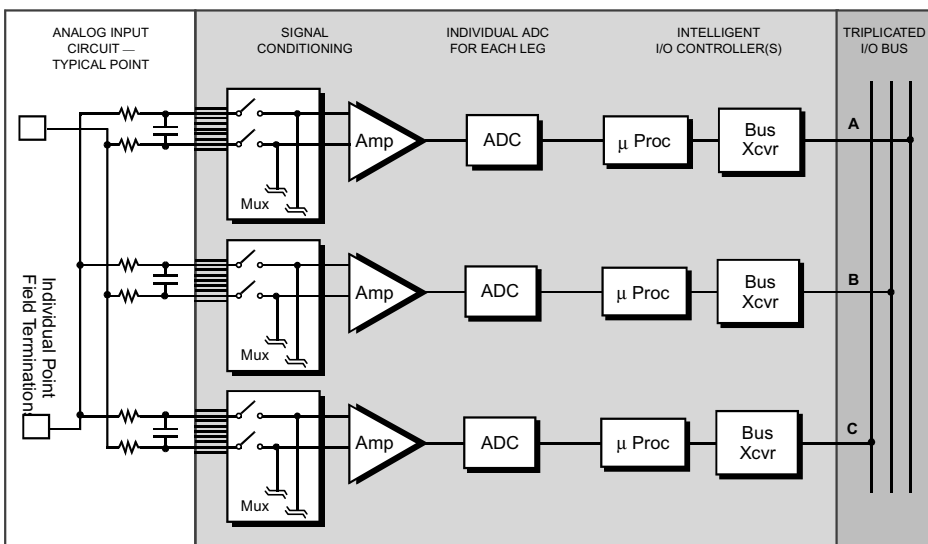 ANALOG INPUT
CIRCUIT —
TYPICAL POINT
SIGNAL
CONDITIONING
INDIVIDUAL ADC
FOR EACH LEG
INTELLIGENT
I/O CONTROLLER(S)
TRIPLICATED
I/O BUS
Individual Point
Field Terminations
Mux
Amp
ADC
μ Proc
Bus
Xcvr
A
Mux
Amp
ADC
μ Proc
Bus
Xcvr
B
Mux
Amp
ADC
μ Proc
Bus
Xcvr
C